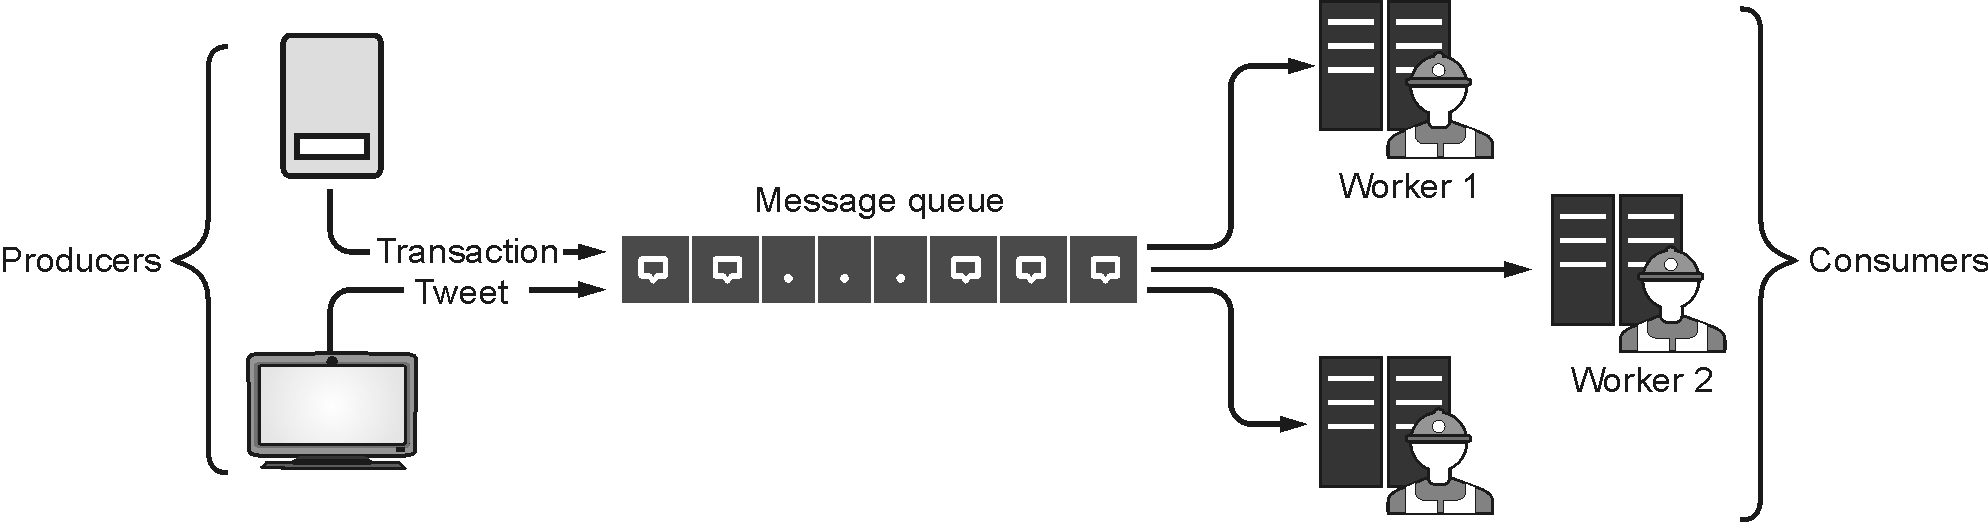 Producers
Transaction
Tweet
Message queue
Worker 1
Worker 2
Consumers